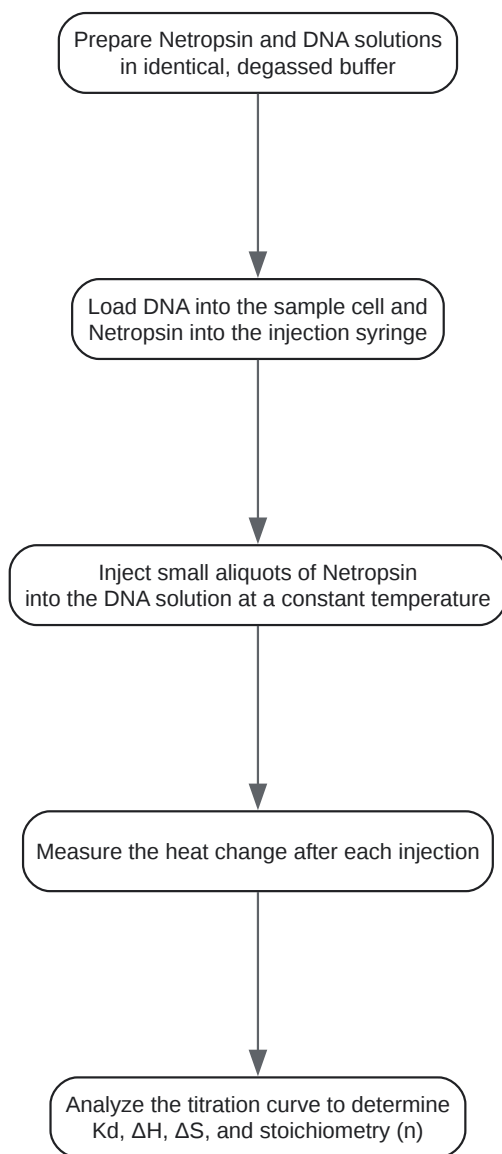 Prepare Netropsin and DNA solutions
in identical, degassed buffer
Load DNA into the sample cell and
Netropsin into the injection syringe
Inject small aliquots of Netropsin
into the DNA solution at a constant temperature
Measure the heat change after each injection
Analyze the titration curve to determine
Kd, ΔH, ΔS, and stoichiometry (n)